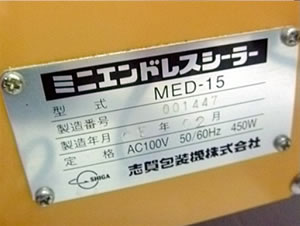 ミニエンドレスシーラー
型式 MED-15
製造番号 001447
製造年月 年 月
定格 AC100V 50/60Hz 450W
SHIGA 志賀包装機株式会社